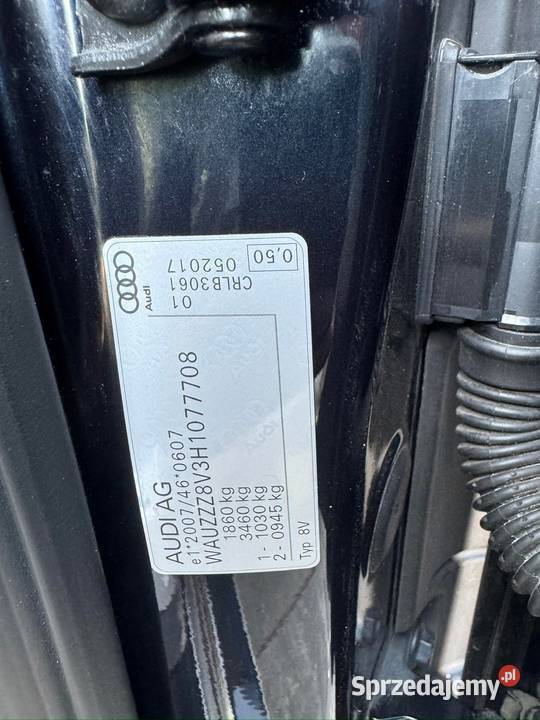 AUDI AG
e1*2007/46*0607
WAUZZZ8V3H1077708
1860 kg
3460 kg
1- 1030 kg
2- 0945 kg
Typ 8V
Audi
01
CRLB3061
052017
0,50
Sprzedajemy.pl